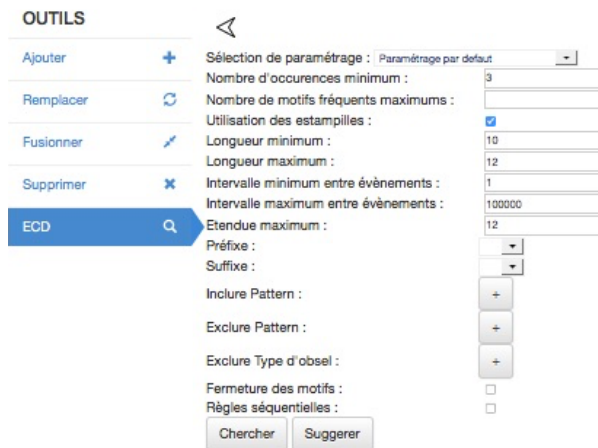 OUTILS
Ajouter
Remplacer
Fusionner
Supprimer
ECD
Sélection de paramétrage : Paramétrage par defaut
Nombre d'occurences minimum : 3
Nombre de motifs fréquents maximums :
Utilisation des estampilles :
Longueur minimum : 10
Longueur maximum : 12
Intervalle minimum entre évènements : 1
Intervalle maximum entre évènements : 100000
Etendue maximum : 12
Préfixe :
Suffixe :
Inclure Pattern : +
Exclure Pattern : +
Exclure Type d'obsel : +
Fermeture des motifs :
Règles séquentielles :
Chercher Suggerer